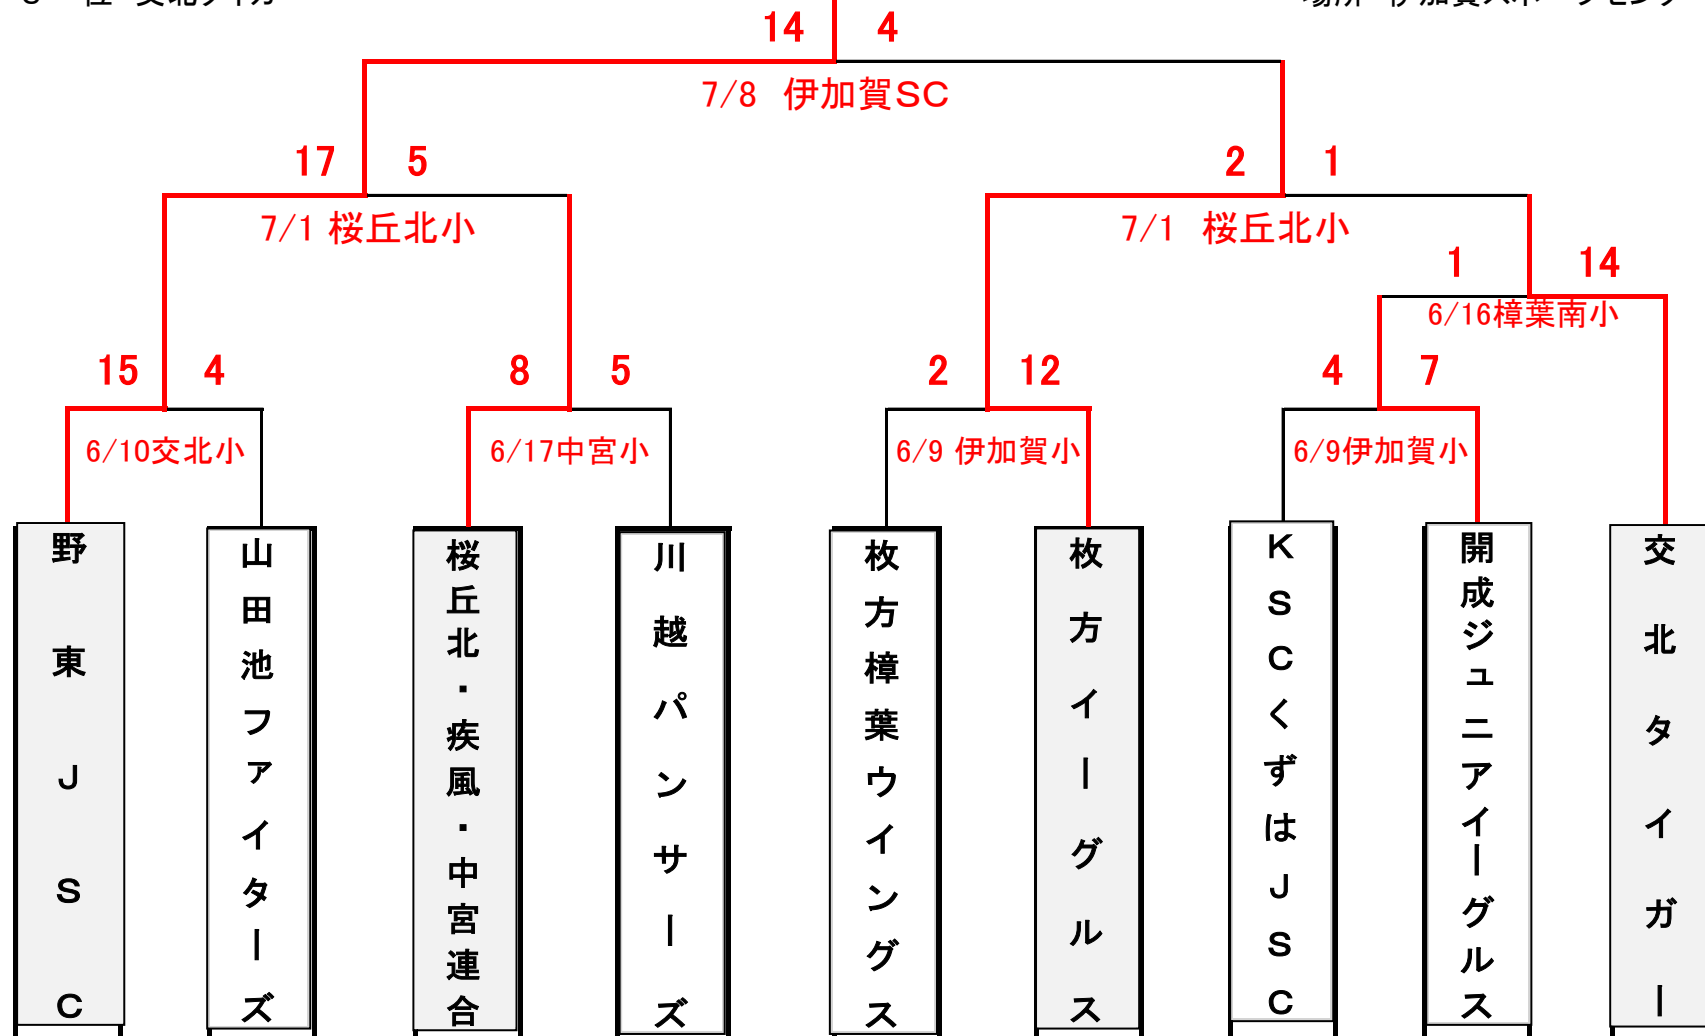 14 4
7/8 伊加賀SC
17 5
2 1
7/1 桜丘北小
7/1 桜丘北小
1 14
6/16樟葉南小
15 4
8 5
2 12
4 7
6/10交北小
6/17中宮小
6/9 伊加賀小
6/9伊加賀小
野東JSC
山田池ファイターズ
桜丘北・疾風・中宮連合
川越パンサーズ
枚方樟葉ウイングス
枚方イーグルス
KSCくずはJSC
開成ジュニアイーグルス
交北タイガー